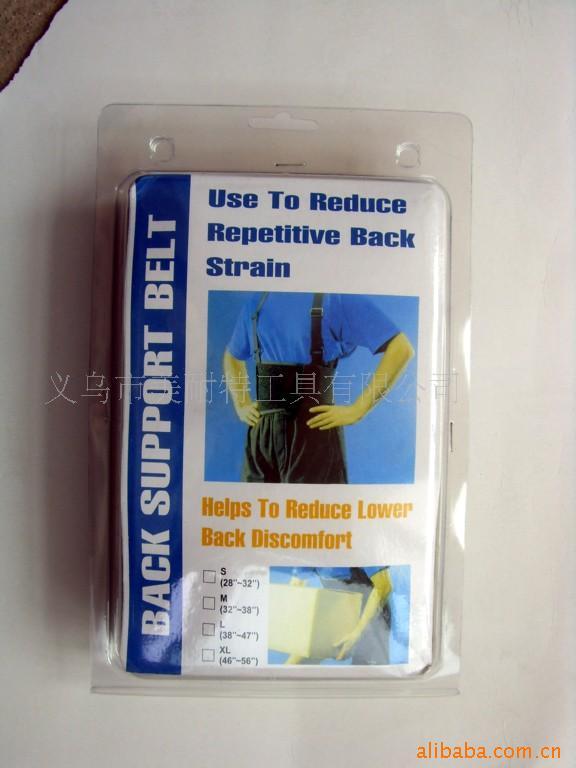 Use To Reduce
Repetitive Back
Strain
BACK SUPPORT BELT
义乌市美耐特工具有限公司
Helps To Reduce Lower
Back Discomfort
S
(28"~32")
M
(32"~38")
L
(38"~47")
XL
(46"~56")
alibaba.com.cn